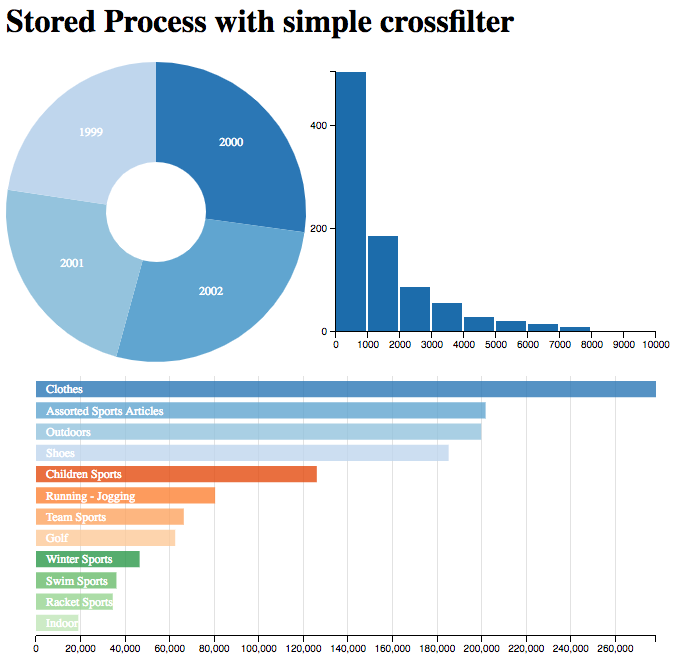 Stored Process with simple crossfilter
1999
2000
2001
2002
400
200
0
0 1000 2000 3000 4000 5000 6000 7000 8000 9000 10000
Clothes
Assorted Sports Articles
Outdoors
Shoes
Children Sports
Running - Jogging
Team Sports
Golf
Winter Sports
Swim Sports
Racket Sports
Indoor
0 20,000 40,000 60,000 80,000 100,000 120,000 140,000 160,000 180,000 200,000 220,000 240,000 260,000